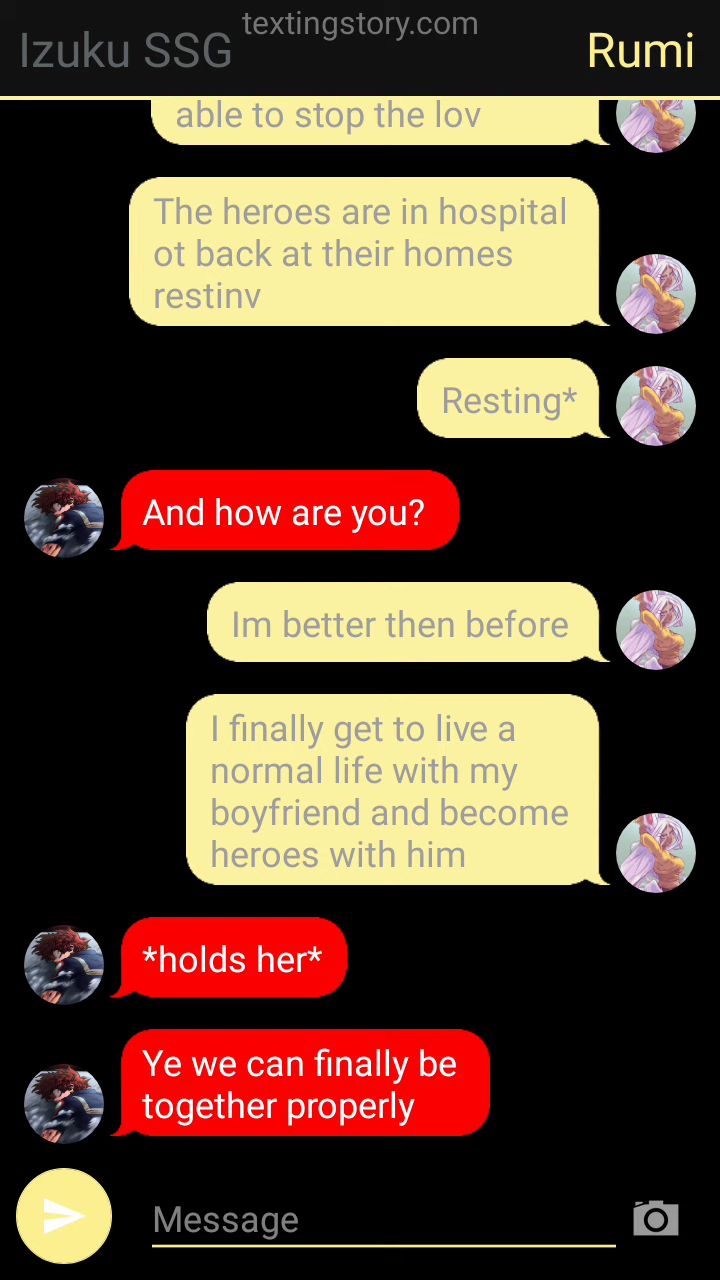 textingstory.com
Izuku SSG
Rumi
able to stop the lov
The heroes are in hospital
ot back at their homes
restinv
Resting*
And how are you?
Im better then before
I finally get to live a
normal life with my
boyfriend and become
heroes with him
*holds her*
Ye we can finally be
together properly
Message